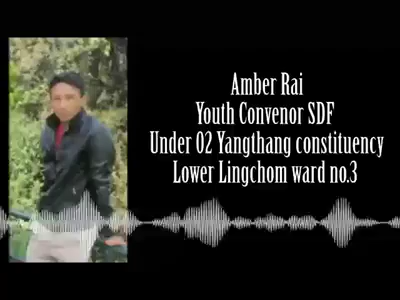 Amber Rai
Youth Convenor SDF
Under 02 Yangthang constituency
Lower Lingchom ward no.3